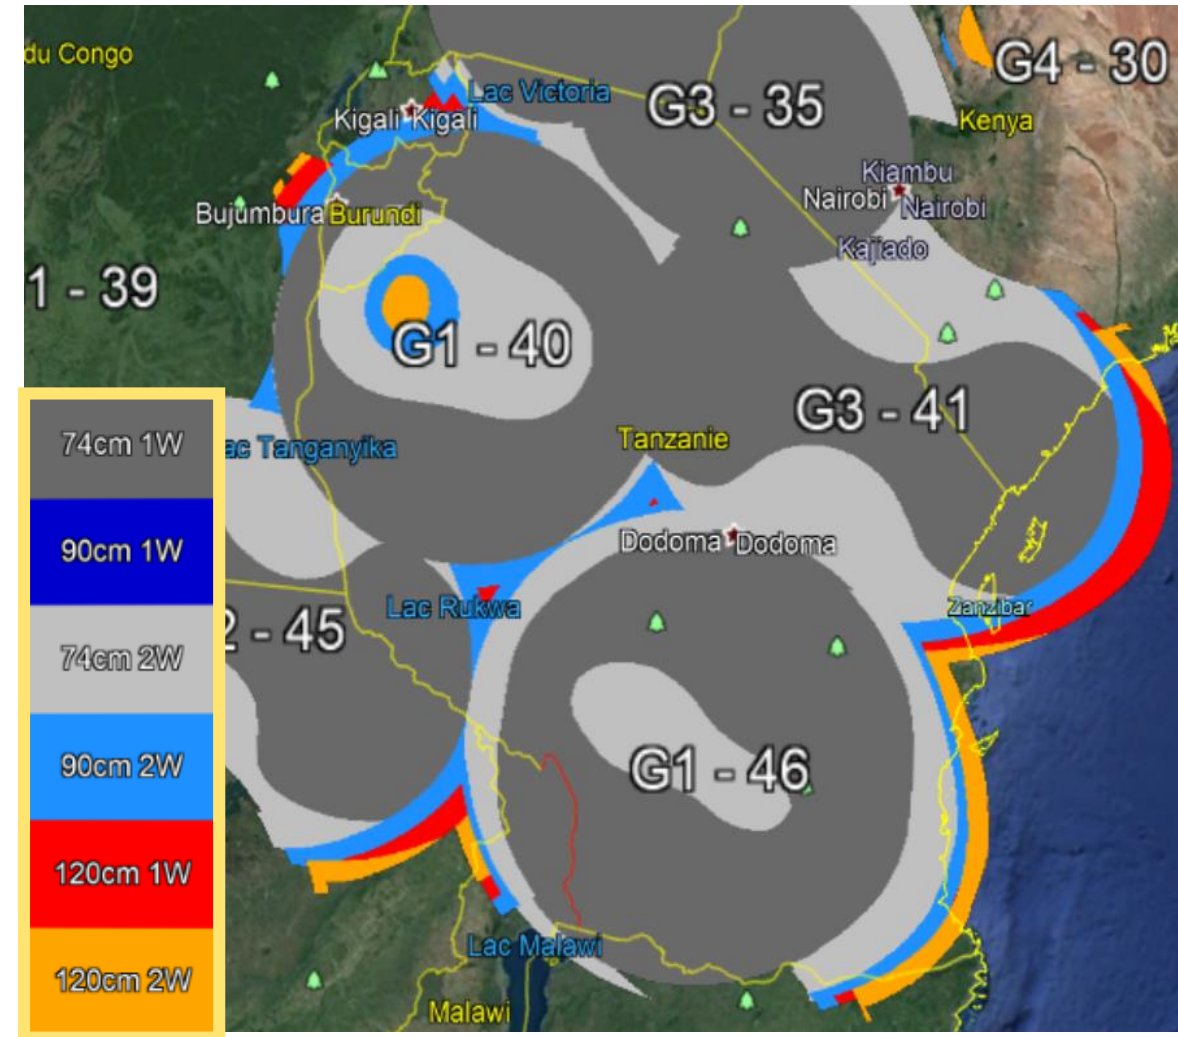 du Congo
G4 - 30
Lac Victoria
G3 - 35
Kigali Kigali
Kenya
Kiambu
Nairobi
Nairobi
Bujumbura Burundi
Kajiado
1 - 39
G1 - 40
G3 - 41
Tanzanie
ac Tanganyika
74cm 1W
90cm 1W
74cm 2W
90cm 2W
120cm 1W
120cm 2W
Dodoma Dodoma
Lac Rukwa
Zanzibar
2 - 45
G1 - 46
Lac Malawi
Malawi